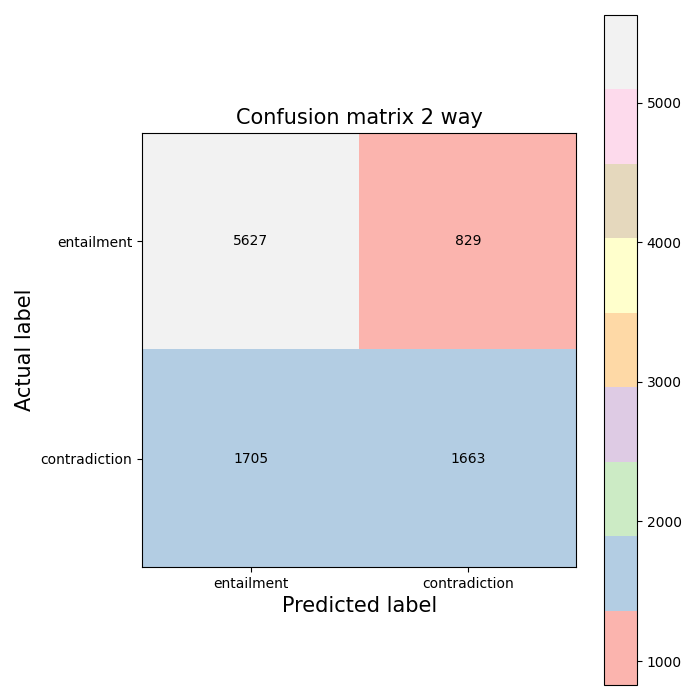 Confusion matrix 2 way
5000
4000
3000
2000
1000
entailment
5627
829
contradiction
1705
1663
Actual label
entailment
contradiction
Predicted label